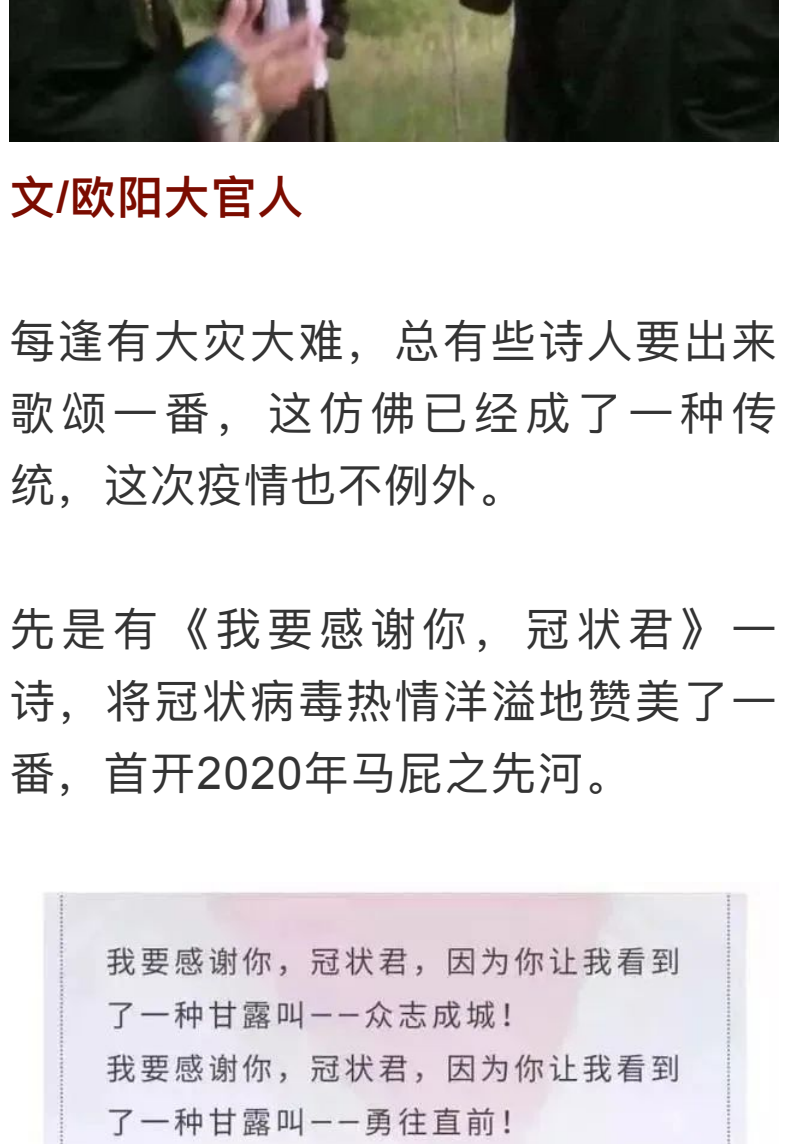 文/欧阳大官人
每逢有大灾大难，总有些诗人要出来
歌颂一番，这仿佛已经成了一种传
统，这次疫情也不例外。
先是有《我要感谢你，冠状君》一
诗，将冠状病毒热情洋溢地赞美了一
番，首开2020年马屁之先河。
我要感谢你，冠状君，因为你让我看到
了一种甘露叫——众志成城！
我要感谢你，冠状君，因为你让我看到
了一种甘露叫——勇往直前！